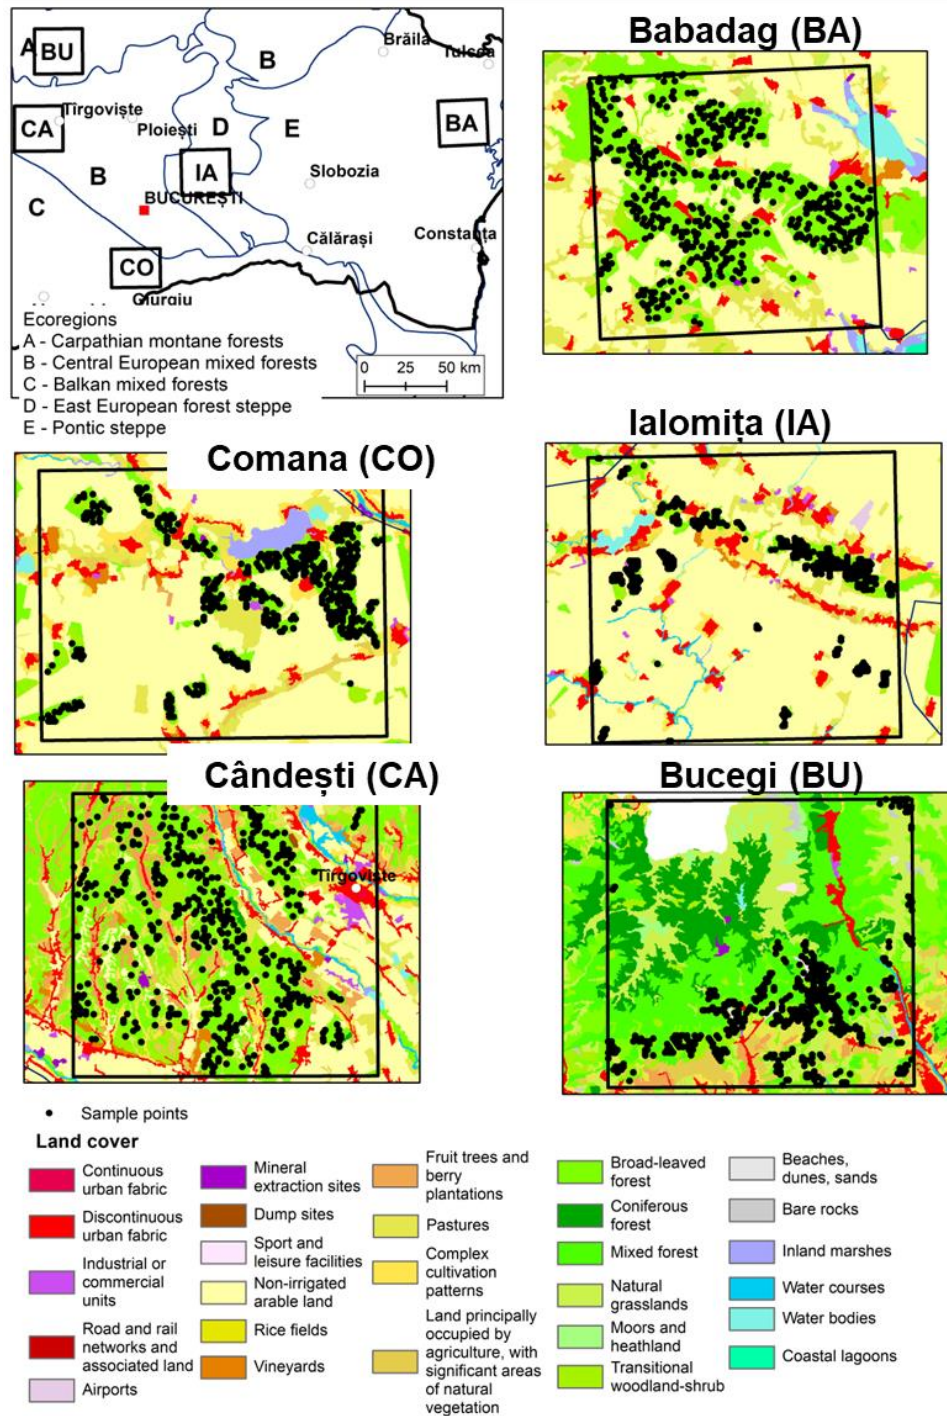 Babadag (BA)
A
BU
B
Brăila
Tulcea
Tîrgoviște
CA
Ploiești
D
E
BA
B
IA
Slobozia
C
BUCUREȘTI
Călărași
Constanța
CO
Giurgiu
Ecoregions
A - Carpathian montane forests
B - Central European mixed forests
C - Balkan mixed forests
D - East European forest steppe
E - Pontic steppe
0 25 50 km
Comana (CO)
Ialomița (IA)
Cândești (CA)
Bucegi (BU)
Tîrgoviște
Sample points
Land cover
Continuous
urban fabric
Discontinuous
urban fabric
Industrial or
commercial
units
Road and rail
networks and
associated land
Airports
Mineral
extraction sites
Dump sites
Sport and
leisure facilities
Non-irrigated
arable land
Rice fields
Vineyards
Fruit trees and
berry
plantations
Pastures
Complex
cultivation
patterns
Land principally
occupied by
agriculture, with
significant areas
of natural
vegetation
Broad-leaved
forest
Coniferous
forest
Mixed forest
Natural
grasslands
Moors and
heathland
Transitional
woodland-shrub
Beaches,
dunes, sands
Bare rocks
Inland marshes
Water courses
Water bodies
Coastal lagoons